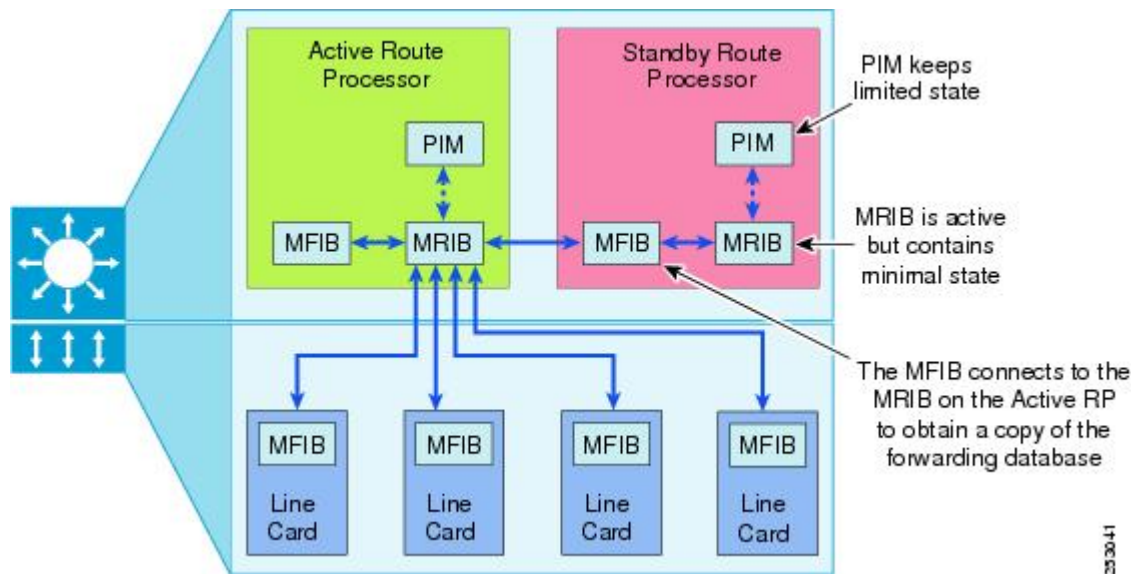 Active Route
Processor
Standby Route
Processor
PIM keeps
limited state
PIM
PIM
MFIB
MRIB
MFIB
MRIB
MRIB is active
but contains
minimal state
The MFIB connects to the
MRIB on the Active RP
to obtain a copy of the
forwarding database
MFIB
Line
Card
MFIB
Line
Card
MFIB
Line
Card
MFIB
Line
Card
253041